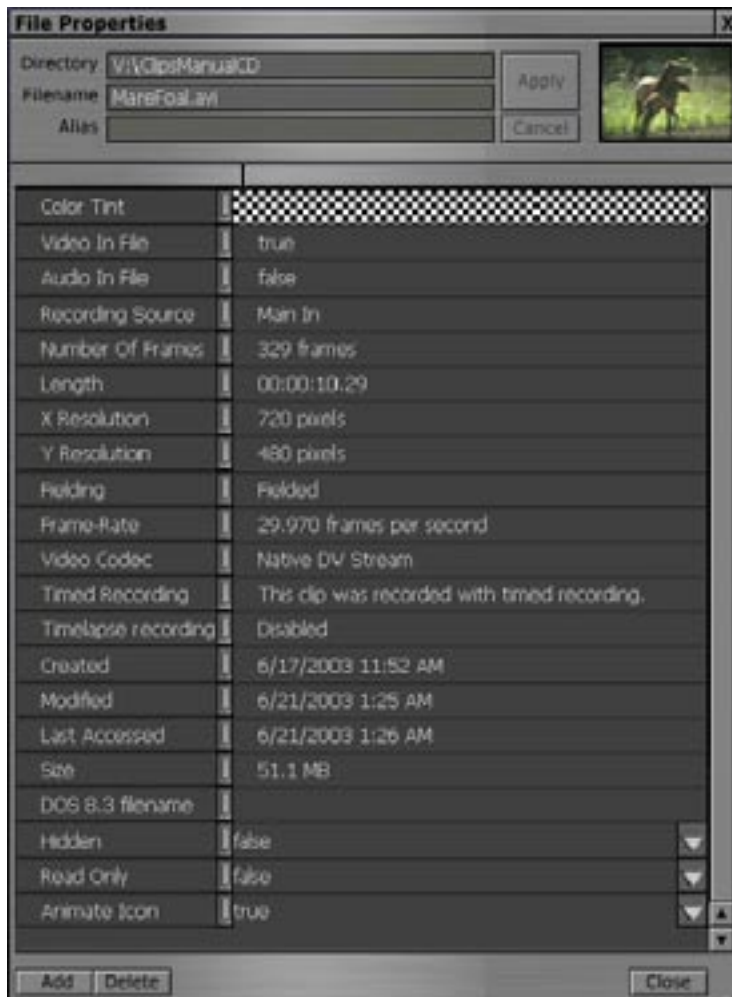 File Properties X
Directory V:\ClipsManualCD
Filename MareFoal.avi
Alias
Apply
Cancel
Color Tint
Video In File true
Audio In File false
Recording Source Main In
Number Of Frames 329 frames
Length 00:00:10.29
X Resolution 720 pixels
Y Resolution 480 pixels
Fielding Fielded
Frame-Rate 29.970 frames per second
Video Codec Native DV Stream
Timed Recording This clip was recorded with timed recording.
Timelapse recording Disabled
Created 6/17/2003 11:52 AM
Modified 6/21/2003 1:25 AM
Last Accessed 6/21/2003 1:26 AM
Size 51.1 MB
DOS 8.3 filename
Hidden false
Read Only false
Animate Icon true
Add Delete Close